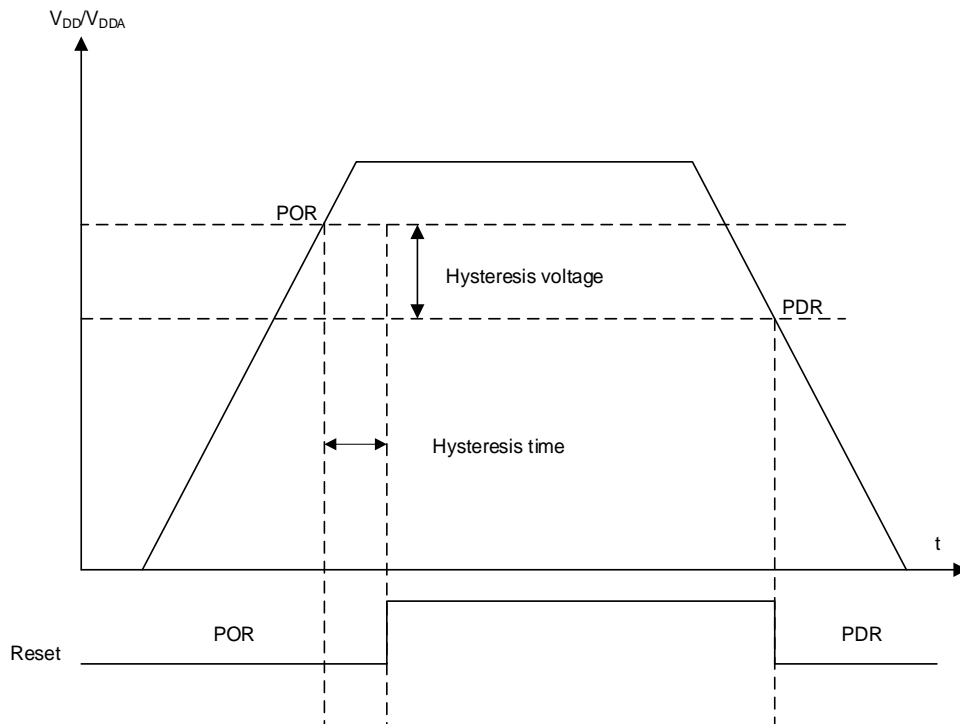 VDD/VDDA
POR
Hysteresis voltage
PDR
Hysteresis time
t
POR
PDR
Reset